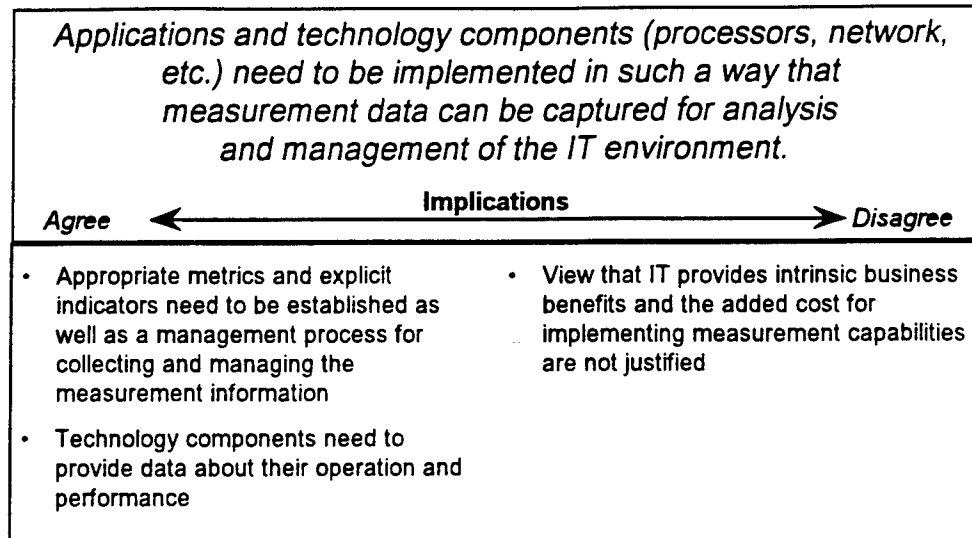 Applications and technology components (processors, network,
etc.) need to be implemented in such a way that
measurement data can be captured for analysis
and management of the IT environment.
Implications
Agree
Disagree
• Appropriate metrics and explicit
indicators need to be established as
well as a management process for
collecting and managing the
measurement information
• Technology components need to
provide data about their operation and
performance
• View that IT provides intrinsic business
benefits and the added cost for
implementing measurement capabilities
are not justified